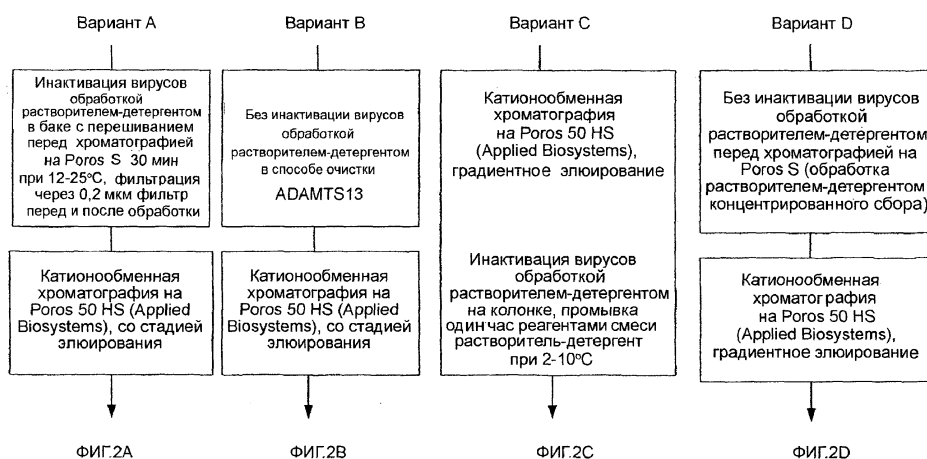 Вариант A
Инактивация вирусов
обработкой
растворителем-детергентом
в баке с перешиванием
перед хроматографией
на Poros S 30 мин
при 12-25°C, фильтрация
через 0,2 мкм фильтр
перед и после обработки
Катионообменная
хроматография на
Poros 50 HS (Applied
Biosystems), со стадией
элюирования
ФИГ.2A
Вариант B
Без инактивации вирусов
обработкой
растворителем-детергентом
в способе очистки
ADAMTS13
Катионообменная
хроматография на
Poros 50 HS (Applied
Biosystems), со стадией
элюирования
ФИГ.2B
Вариант C
Катионообменная
хроматография
на Poros 50 HS
(Applied Biosystems),
градиентное элюирование
Инактивация вирусов
обработкой
растворителем-детергентом
на колонке, промывка
один час реагентами смеси
растворитель-детергент
при 2-10°C
ФИГ.2C
Вариант D
Без инактивации вирусов
обработкой
растворителем-детергентом
перед хроматографией на
Poros S (обработка
растворителем-детергентом
концентрированного сбора)
Катионообменная
хроматография
на Poros 50 HS
(Applied Biosystems),
градиентное элюирование
ФИГ.2D